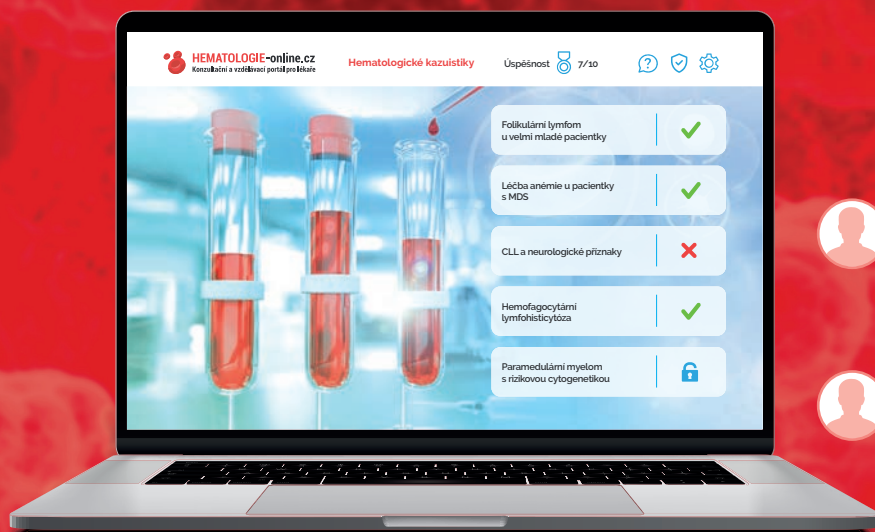 HEMATOLOGIE-online.cz
Konzultační a vzdělávací portál pro lékaře
Hematologické kazuistiky
Úspěšnost
7/10
?
Folikulární lymfom
u velmi mladé pacientky
Léčba anémie u pacientky
s MDS
CLL a neurologické příznaky
Hemofagocytární
lymfohisticytóza
Paramedulární myelom
s rizikovou cytogenetikou